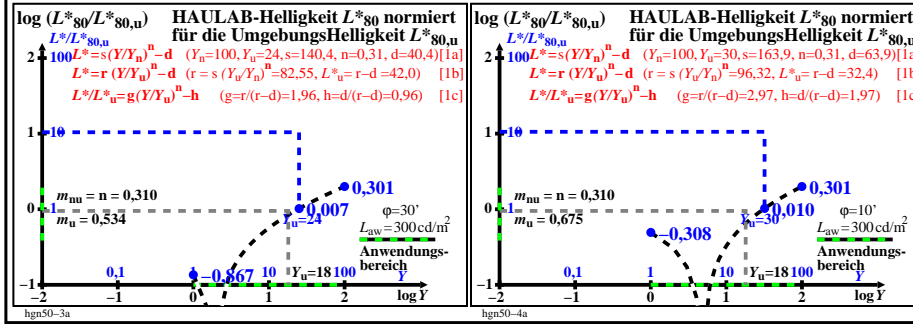 log (L*80/L*80,u)
HAULAB-Helligkeit L*80 normiert
für die UmgebungsHelligkeit L*80,u
L*/L*80,u
L*=s(Y/Yn)^n−d (Yn=100, Yu=24, s=140,4, n=0,31, d=40,4)[1a]
L*=r (Y/Yu)^n−d (r = s (Yu/Yn)^n=82,55, L*u = r−d=42,0) [1b]
L*/L*u=g(Y/Yu)^n−h (g=r/(r−d)=1,96, h=d/(r−d)=0,96) [1c]
2 100
1 10
0 1
−1
mnu = n = 0,310
mu = 0,534
0,301
0,007
Yu=24
−0,867
φ=30’
Law=300cd/m²
Anwendungs-
bereich
Yu=18
0,1 1 10 100 Y
−2 −1 0 1 2 log Y
hgn50−3a
log (L*80/L*80,u)
HAULAB-Helligkeit L*80 normiert
für die UmgebungsHelligkeit L*80,u
L*/L*80,u
L*=s(Y/Yn)^n−d (Yn=100, Yu=30, s=163,9, n=0,31, d=63,9)[1a
L*=r (Y/Yu)^n−d (r = s (Yu/Yn)^n=96,32, L*u = r−d=32,4) [1b
L*/L*u=g(Y/Yu)^n−h (g=r/(r−d)=2,97, h=d/(r−d)=1,97) [1c
2 100
1 10
0 1
−1
mnu = n = 0,310
mu = 0,675
0,301
0,010
Yu=30
−0,308
φ=10’
Law=300cd/m²
Anwendungs-
bereich
Yu=18
0,1 1 10 100 Y
−2 −1 0 1 2 log Y
hgn50−4a